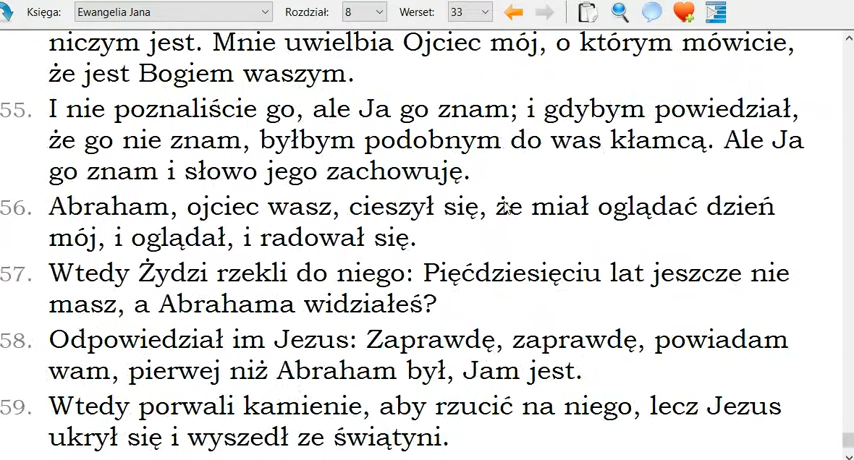 Księga: Ewangelia Jana Rozdział: 8 Werset: 33
niczym jest. Mnie uwielbia Ojciec mój, o którym mówicie,
że jest Bogiem waszym.
55. I nie poznaliście go, ale Ja go znam; i gdybym powiedział,
że go nie znam, byłbym podobnym do was kłamcą. Ale Ja
go znam i słowo jego zachowuję.
56. Abraham, ojciec wasz, cieszył się, że miał oglądać dzień
mój, i oglądał, i radował się.
57. Wtedy Żydzi rzekli do niego: Pięćdziesięciu lat jeszcze nie
masz, a Abrahama widziałeś?
58. Odpowiedział im Jezus: Zaprawdę, zaprawdę, powiadam
wam, pierwej niż Abraham był, Jam jest.
59. Wtedy porwali kamienie, aby rzucić na niego, lecz Jezus
ukrył się i wyszedł ze świątyni.